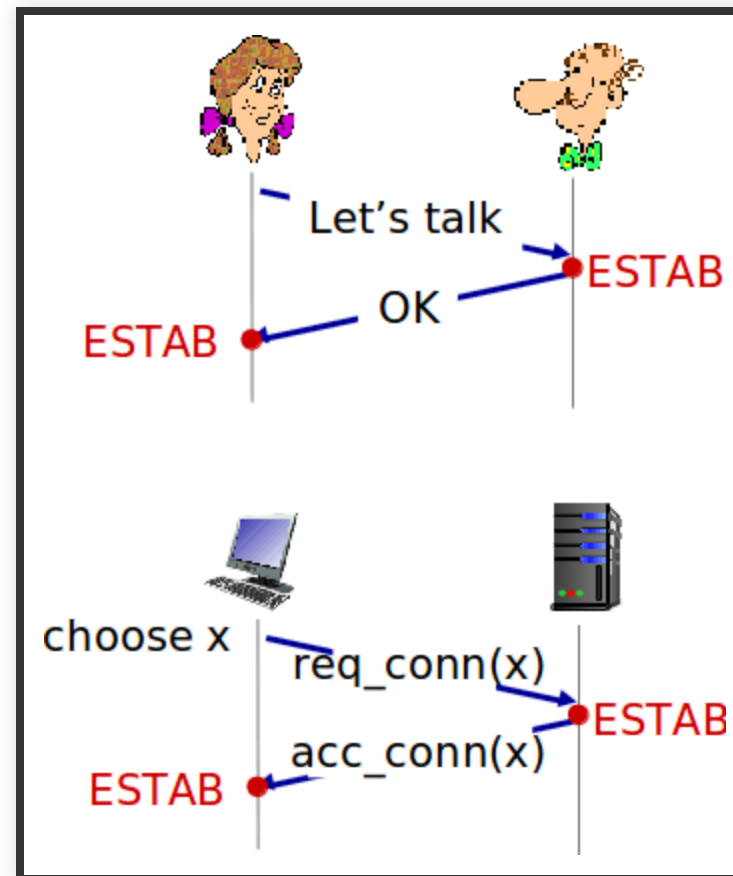 Let’s talk
ESTAB
OK
ESTAB
choose x
req_conn(x)
ESTAB
acc_conn(x)
ESTAB